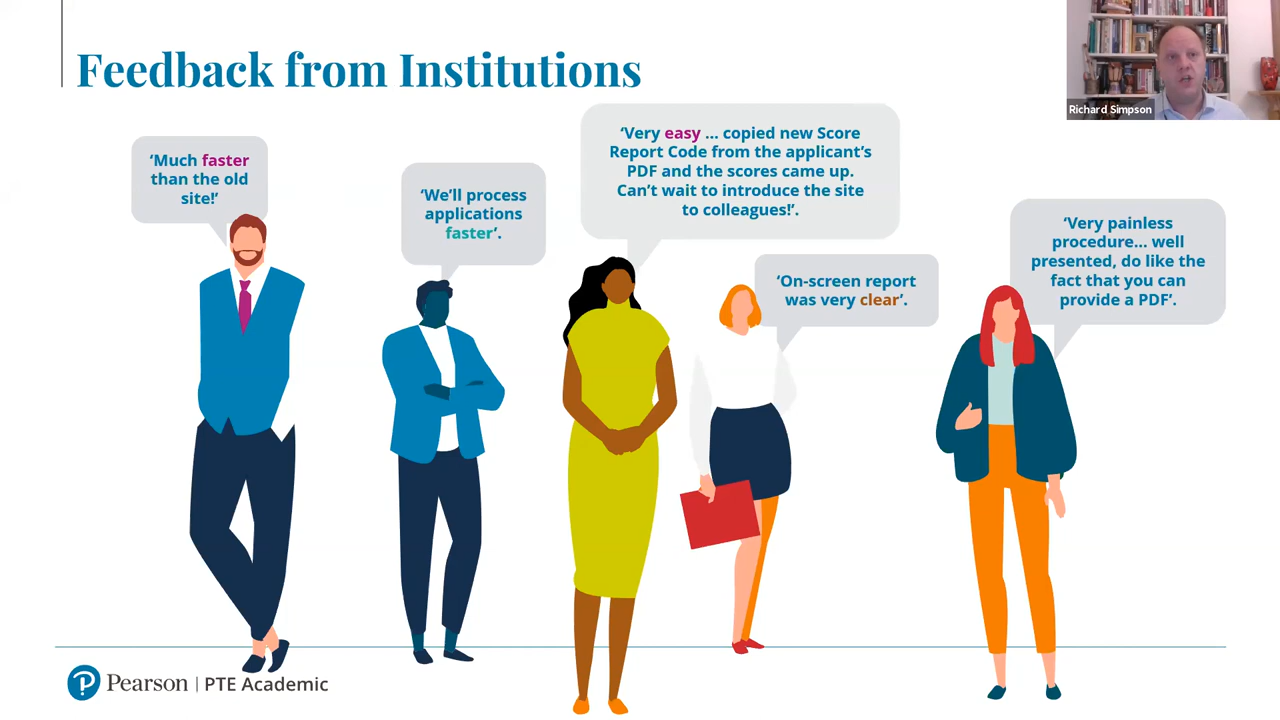 Feedback from Institutions
Richard Simpson
‘Much faster
than the old
site!’
‘We’ll process
applications
faster’.
‘Very easy ... copied new Score
Report Code from the applicant’s
PDF and the scores came up.
Can’t wait to introduce the site
to colleagues!’.
‘On-screen report
was very clear’.
‘Very painless
procedure... well
presented, do like the
fact that you can
provide a PDF’.
Pearson | PTE Academic